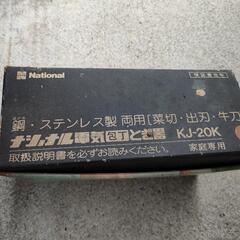 National
鋼・ステンレス製 両用[菜切・出刃・牛刀]
ナショナル電気包丁とぎ器 KJ-20K
取扱説明書を必ずお読みください。 家庭専用